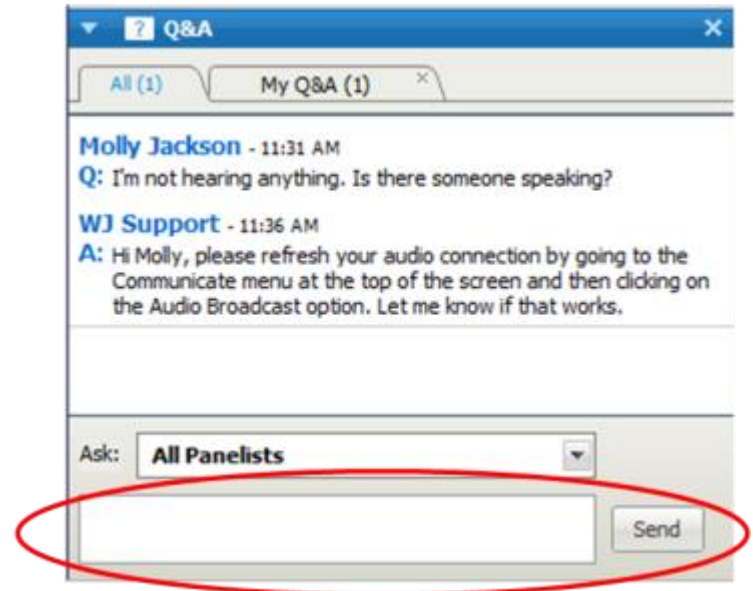 ? Q&A
All (1) My Q&A (1)
Molly Jackson - 11:31 AM
Q: I'm not hearing anything. Is there someone speaking?
WJ Support - 11:36 AM
A: Hi Molly, please refresh your audio connection by going to the
Communicate menu at the top of the screen and then clicking on
the Audio Broadcast option. Let me know if that works.
Ask: All Panelists
Send